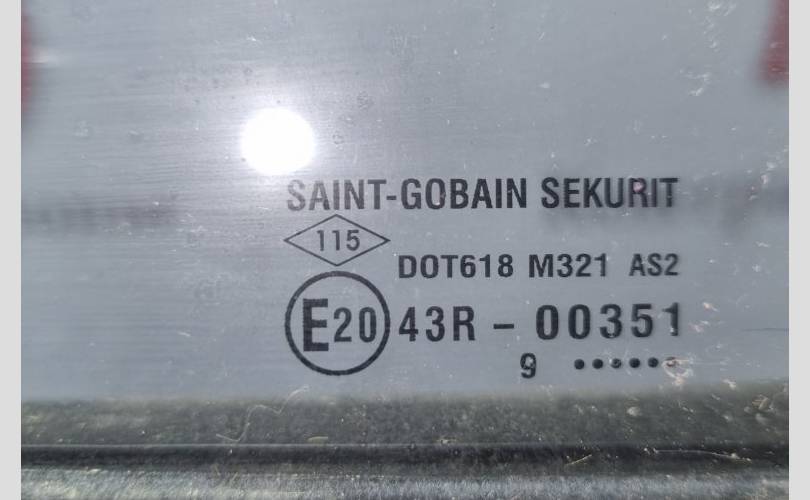 SAINT-GOBAIN SEKURIT
115
DOT618 M321 AS2
E20 43R - 00351
9 ••••••